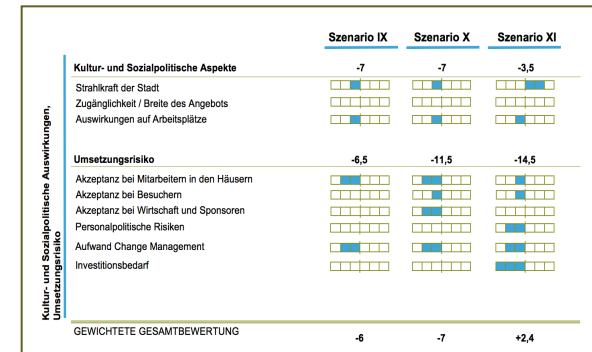 Szenario IX Szenario X Szenario XI
Kultur- und Sozialpolitische Aspekte -7 -7 -3,5
Strahlkraft der Stadt
Zugänglichkeit / Breite des Angebots
Auswirkungen auf Arbeitsplätze
Umsetzungsrisiko -6,5 -11,5 -14,5
Akzeptanz bei Mitarbeitern in den Häusern
Akzeptanz bei Besuchern
Akzeptanz bei Wirtschaft und Sponsoren
Personalpolitische Risiken
Aufwand Change Management
Investitionsbedarf
Kultur- und Sozialpolitische Auswirkungen,
Umsetzungsrisiko
GEWICHTETE GESAMTBEWERTUNG -6 -7 +2,4